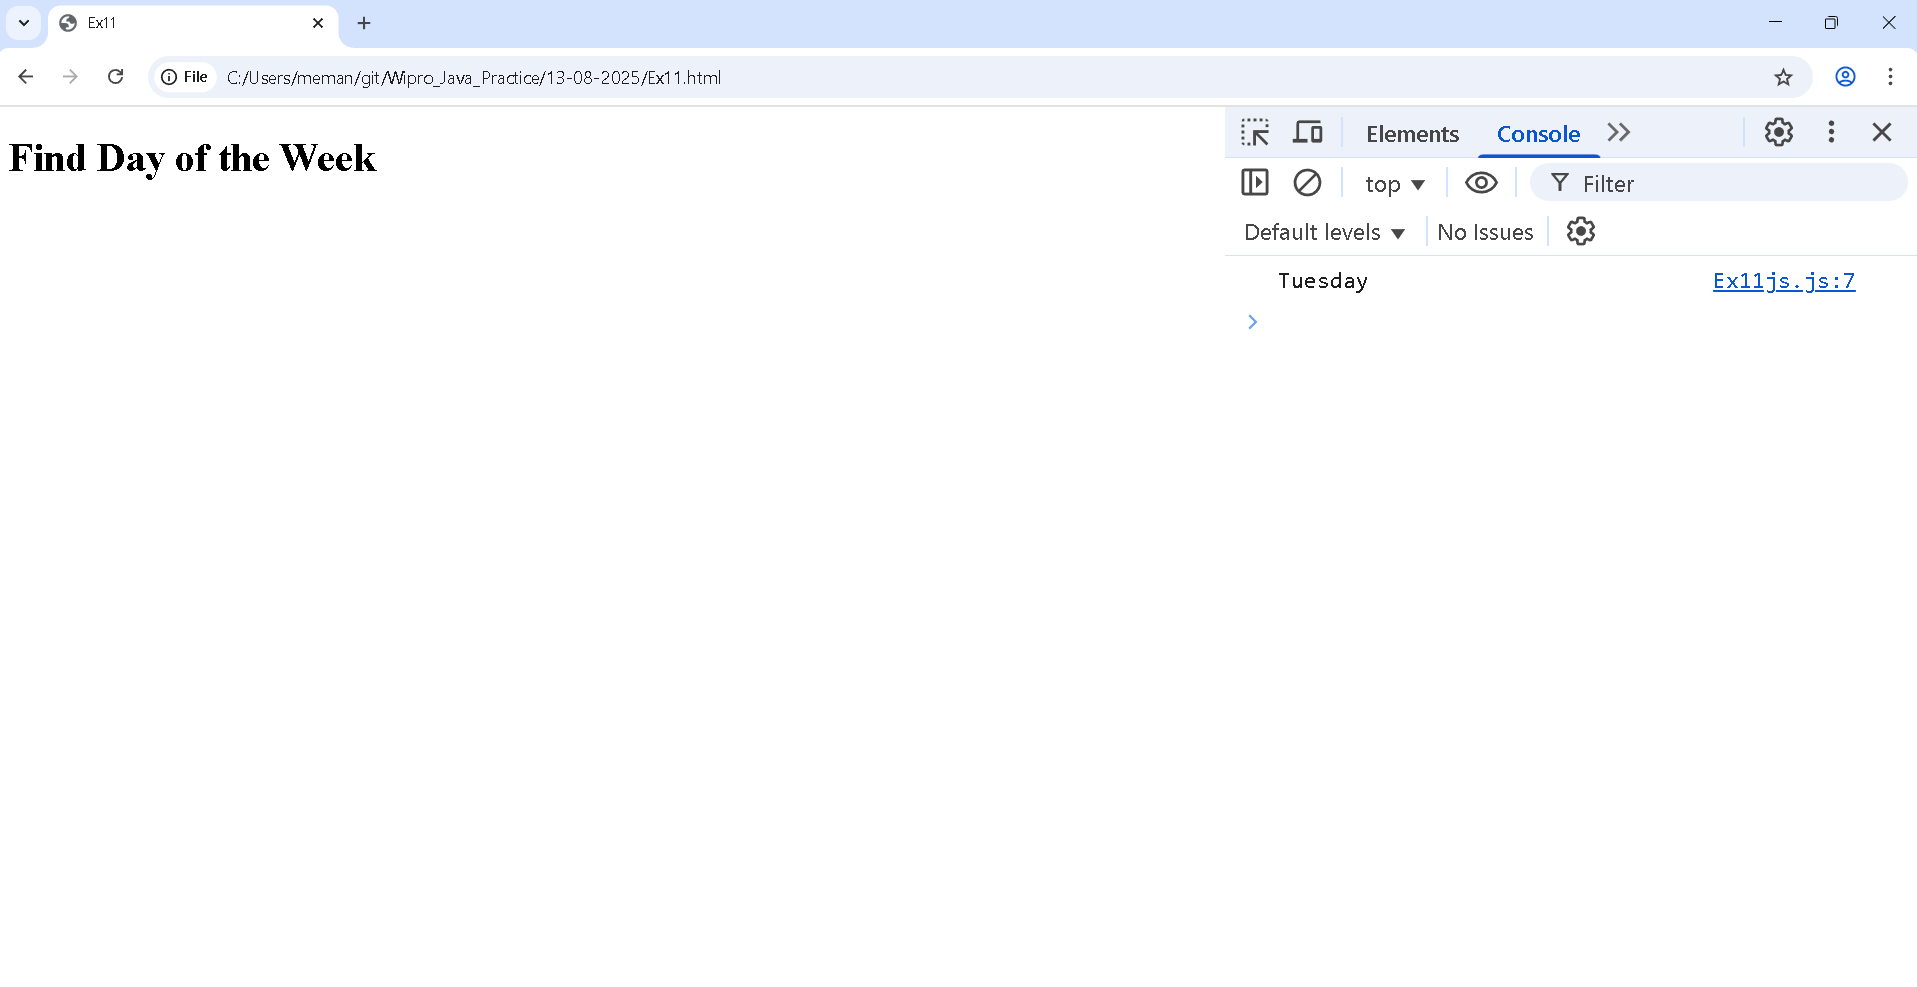 Ex11
File
C:/Users/meman/git/Wipro_Java_Practice/13-08-2025/Ex11.html
Find Day of the Week
Elements Console
top Filter
Default levels No Issues
Tuesday Ex11js.js:7